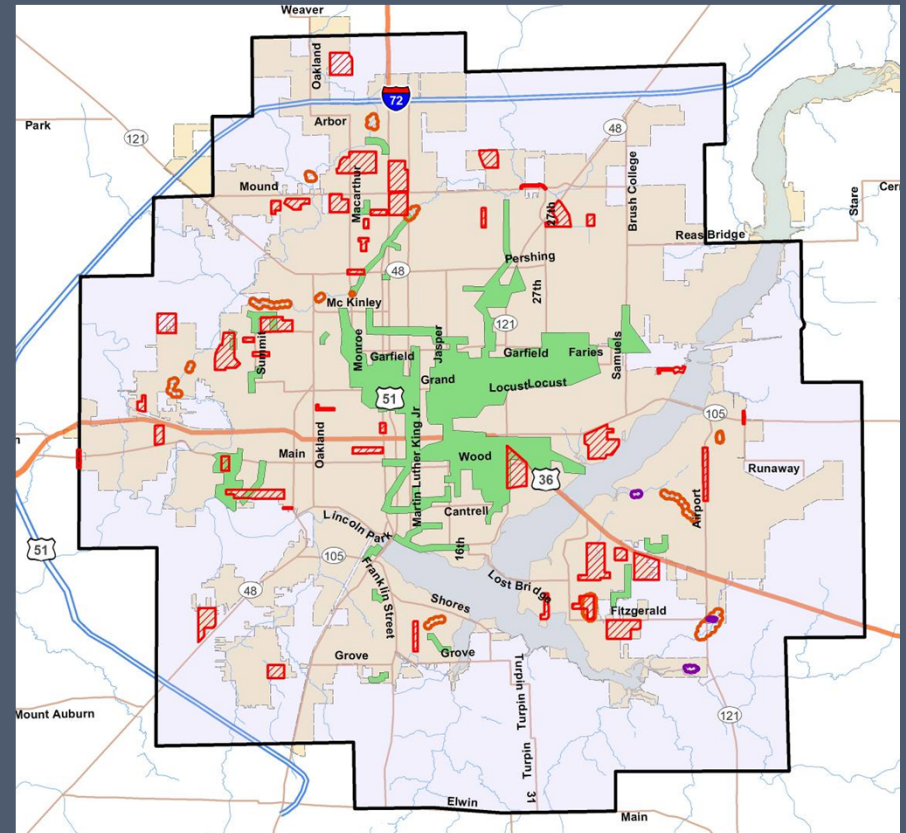 Weaver
Oakland
72
Park
121
Arbor
48
Mound
Macarthur
27th
Brush College
Stare
Cer
Reas Bridge
Pershing
48
27th
Mc Kinley
121
Summit
Monroe
Garfield
Jasper
Garfield
Faries
Samuels
Grand
Locust
Locust
51
Martin Luther King Jr
105
n
Main
Oakland
Wood
36
Runaway
Airport
Cantrell
Lincoln Park
16th
51
105
Franklin Street
Lost Bridge
48
Shores
Fitzgerald
Grove
Grove
Turpin
Mount Auburn
121
Turpin
31
Elwin
Main